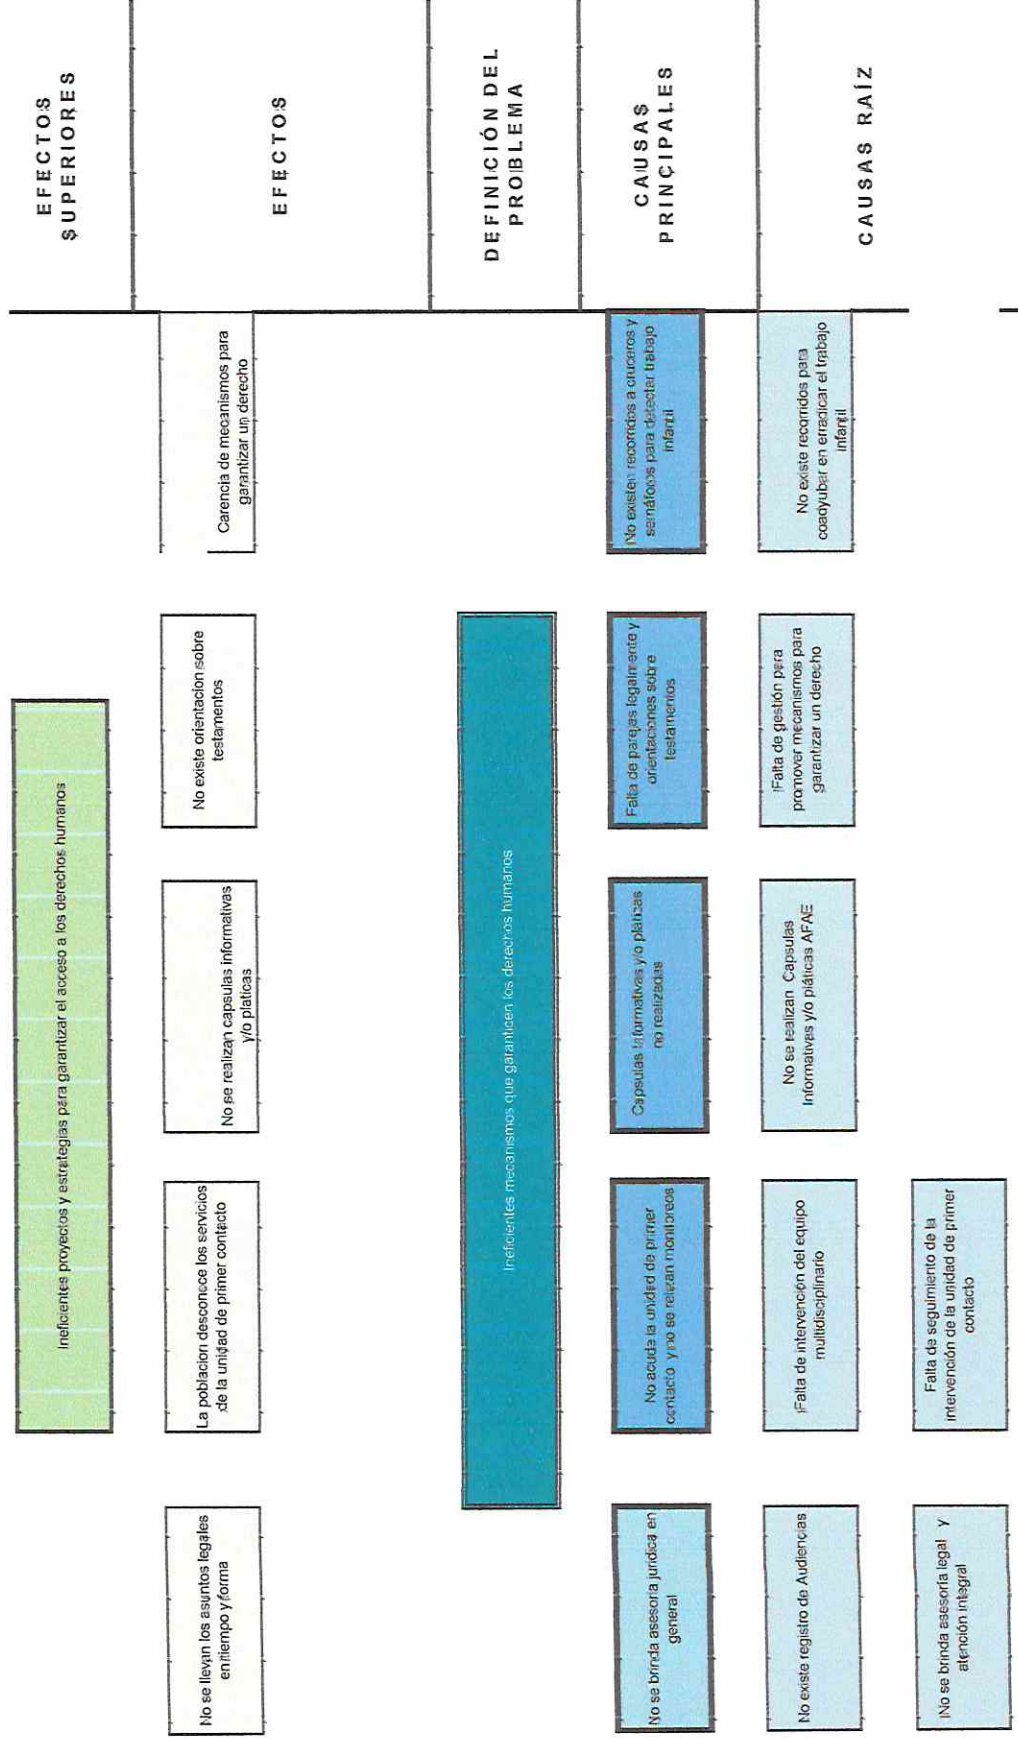 Ineficientes proyectos y estrategias para garantizar el acceso a los derechos humanos
EFECTOS
SUPERIORES
No se llevan los asuntos legales
en tiempo y forma
La poblacion desconoce los servicios
de la unidad de primer contacto
No se realizan capsulas informativas
y/o platicas
No existe orientacion sobre
testamentos
Carencia de mecanismos para
garantizar un derecho
EFECTOS
Ineficientes mecanismos que garanticen los derechos humanos
DEFINICIÓN DEL
PROBLEMA
No se brinda asesoría jurídica en
general
No acude la unidad de primer
contacto y no se relizan monitoreos
Capsulas Informativas y/o platicas
no realizadas
Falta de parejas legalmente y
orientaciones sobre
testamentos
No existen recorridos a cruceros y
semáforos para detectar trabajo
infantil
CAUSAS
PRINCIPALES
No existe registro de Audiencias
Falta de intervención del equipo
multidisciplinario
No se realizan Capsulas
Informativas y/o pláticas AFAE
Falta de gestión para
promover mecanismos para
garantizar un derecho
No existe recorridos para
coadyubar en erradicar el trabajo
infantil
CAUSAS RAÍZ
No se brinda asesoría legal y
atención integral
Falta de seguimiento de la
intervención de la unidad de primer
contacto